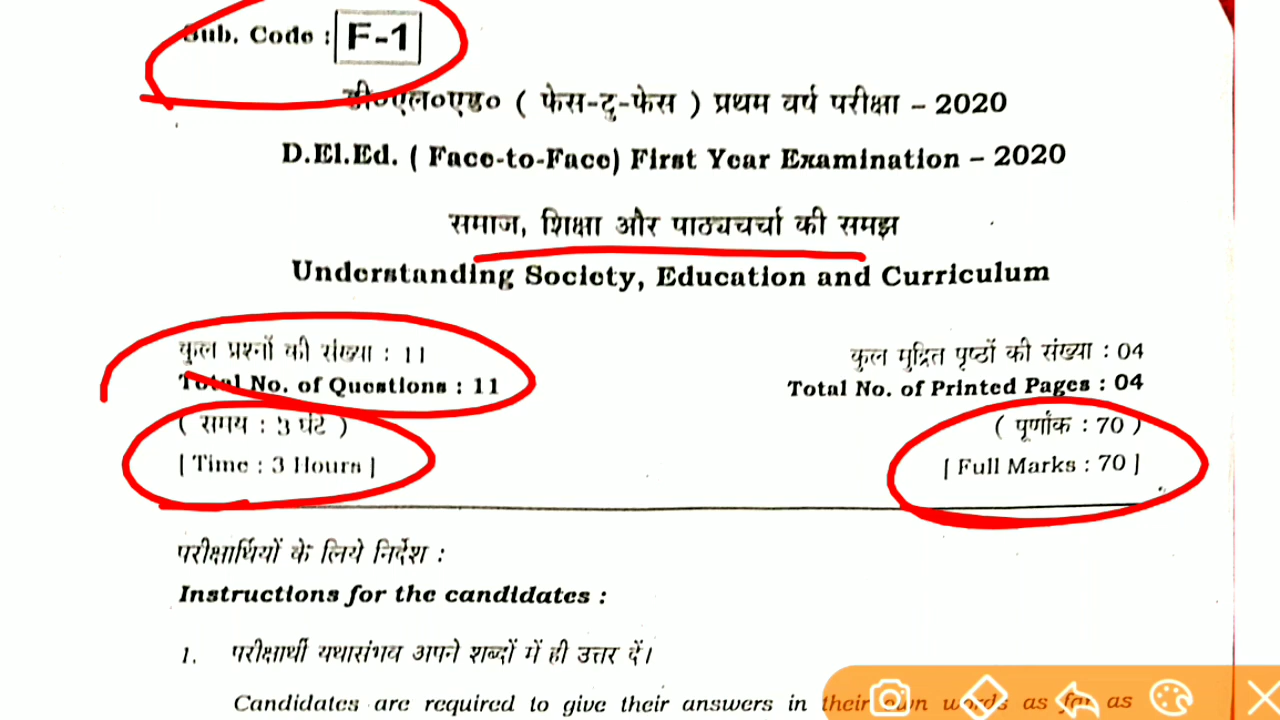 Sub. Code : F-1
डी०एल०एड० ( फेस-टु-फेस ) प्रथम वर्ष परीक्षा – 2020
D.El.Ed. ( Face-to-Face) First Year Examination – 2020
समाज, शिक्षा और पाठ्यचर्चा की समझ
Understanding Society, Education and Curriculum
कुल प्रश्नों की संख्या : 11
कुल मुद्रित पृष्ठों की संख्या : 04
Total No. of Questions : 11
Total No. of Printed Pages : 04
( समय : 3 घंटे )
( पूर्णांक : 70 )
[ Time : 3 Hours ]
[ Full Marks : 70 ]
परीक्षार्थियों के लिये निर्देश :
Instructions for the candidates :
1. परीक्षार्थी यथासंभव अपने शब्दों में ही उत्तर दें।
Candidates are required to give their answers in their own words as far as